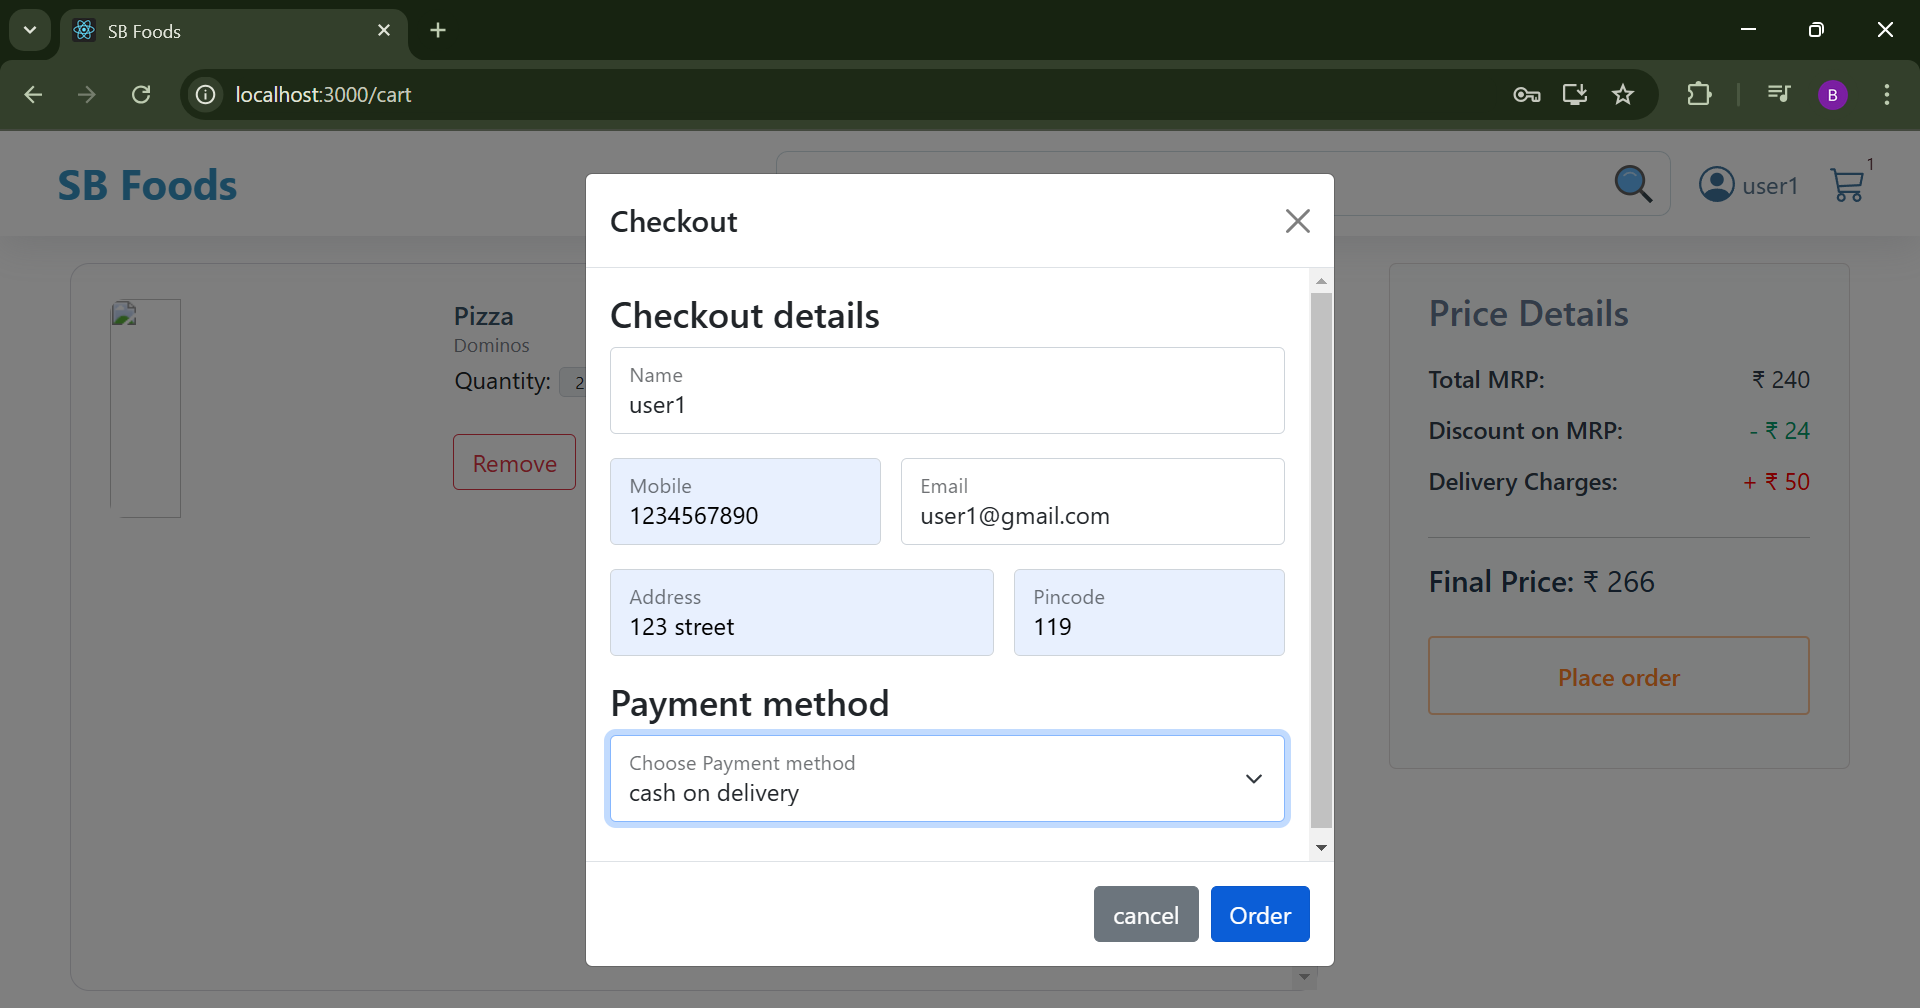 SB Foods
localhost:3000/cart
B
SB Foods
user1
1
Pizza
Dominos
Quantity: 2
Remove
Checkout
Checkout details
Name
user1
Mobile
1234567890
Email
user1@gmail.com
Address
123 street
Pincode
119
Payment method
Choose Payment method
cash on delivery
cancel
Order
Price Details
Total MRP: ₹ 240
Discount on MRP: - ₹ 24
Delivery Charges: + ₹ 50
Final Price: ₹ 266
Place order